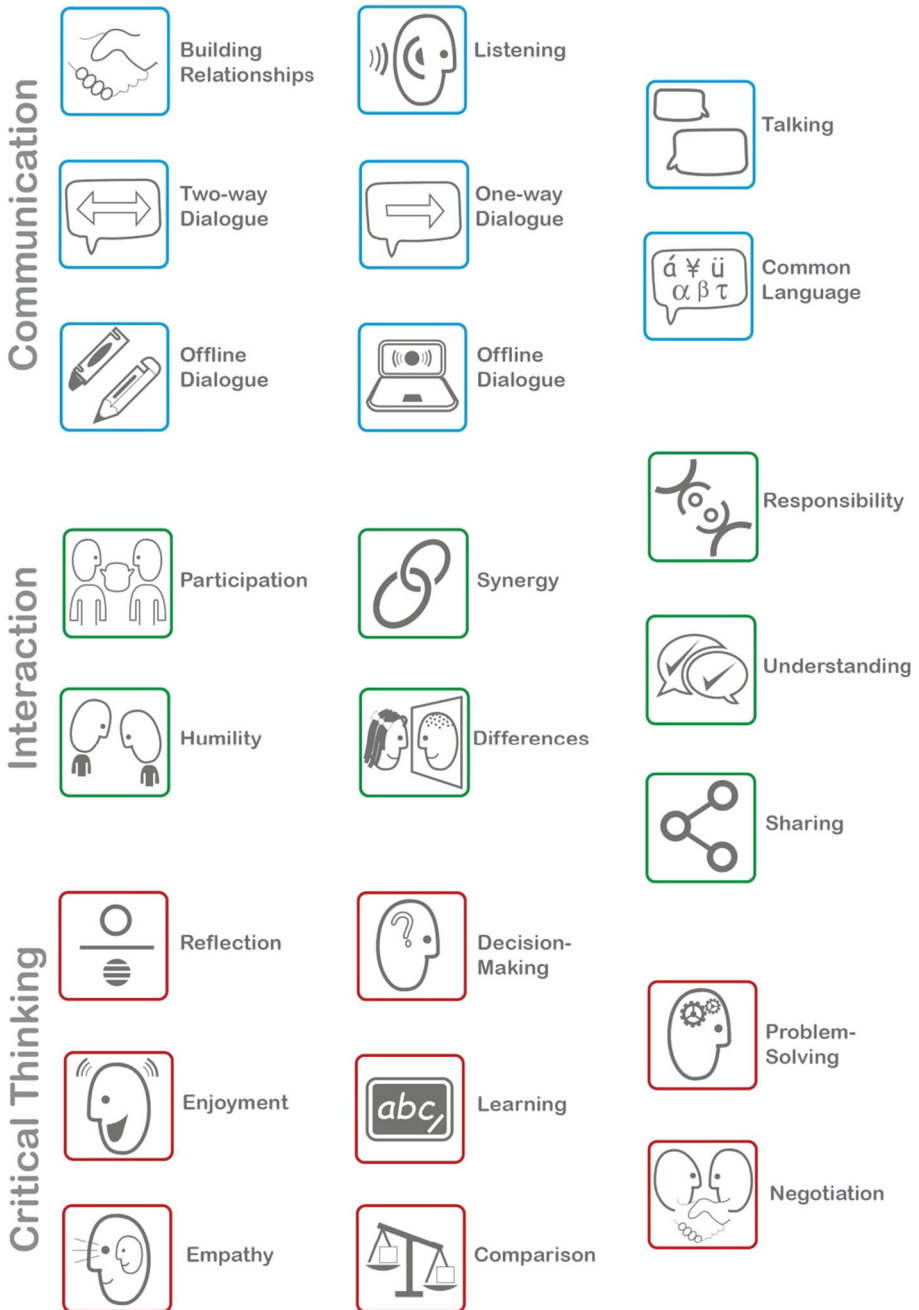 Communication
Building
Relationships
Listening
Talking
Two-way
Dialogue
One-way
Dialogue
á ¥ ü
α β τ
Common
Language
Offline
Dialogue
Offline
Dialogue
Interaction
Responsibility
Participation
Synergy
Understanding
Humility
Differences
Sharing
Critical Thinking
Reflection
?
Decision-
Making
Problem-
Solving
Enjoyment
abc
Learning
Negotiation
Empathy
Comparison